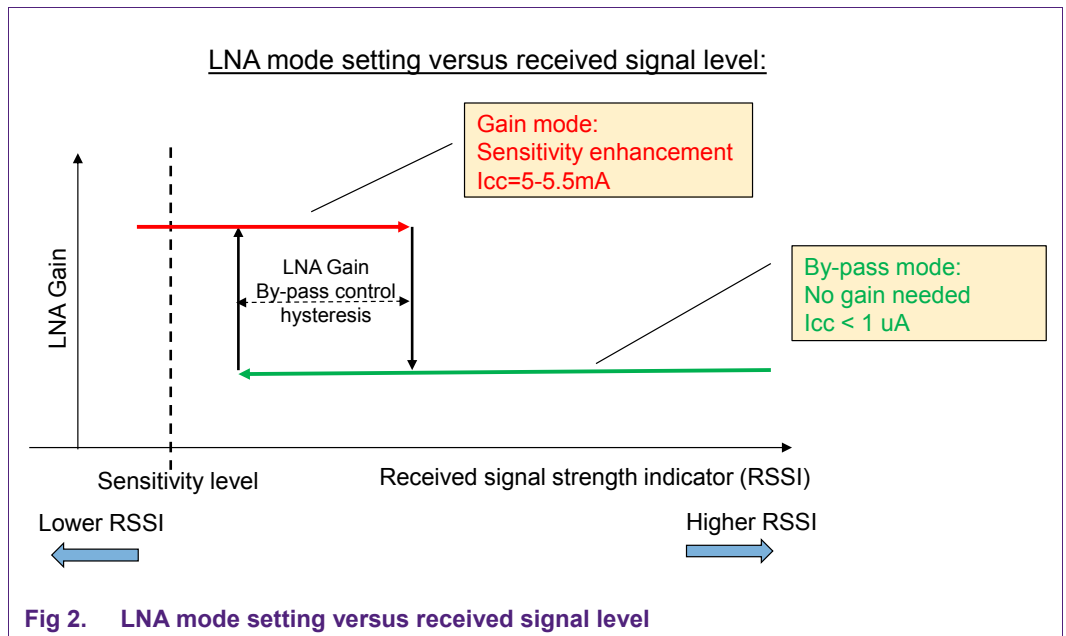 LNA mode setting versus received signal level:
Gain mode:
Sensitivity enhancement
Icc=5-5.5mA
LNA Gain
LNA Gain
By-pass control
hysteresis
By-pass mode:
No gain needed
Icc < 1 uA
Sensitivity level
Received signal strength indicator (RSSI)
Lower RSSI
Higher RSSI
Fig 2. LNA mode setting versus received signal level